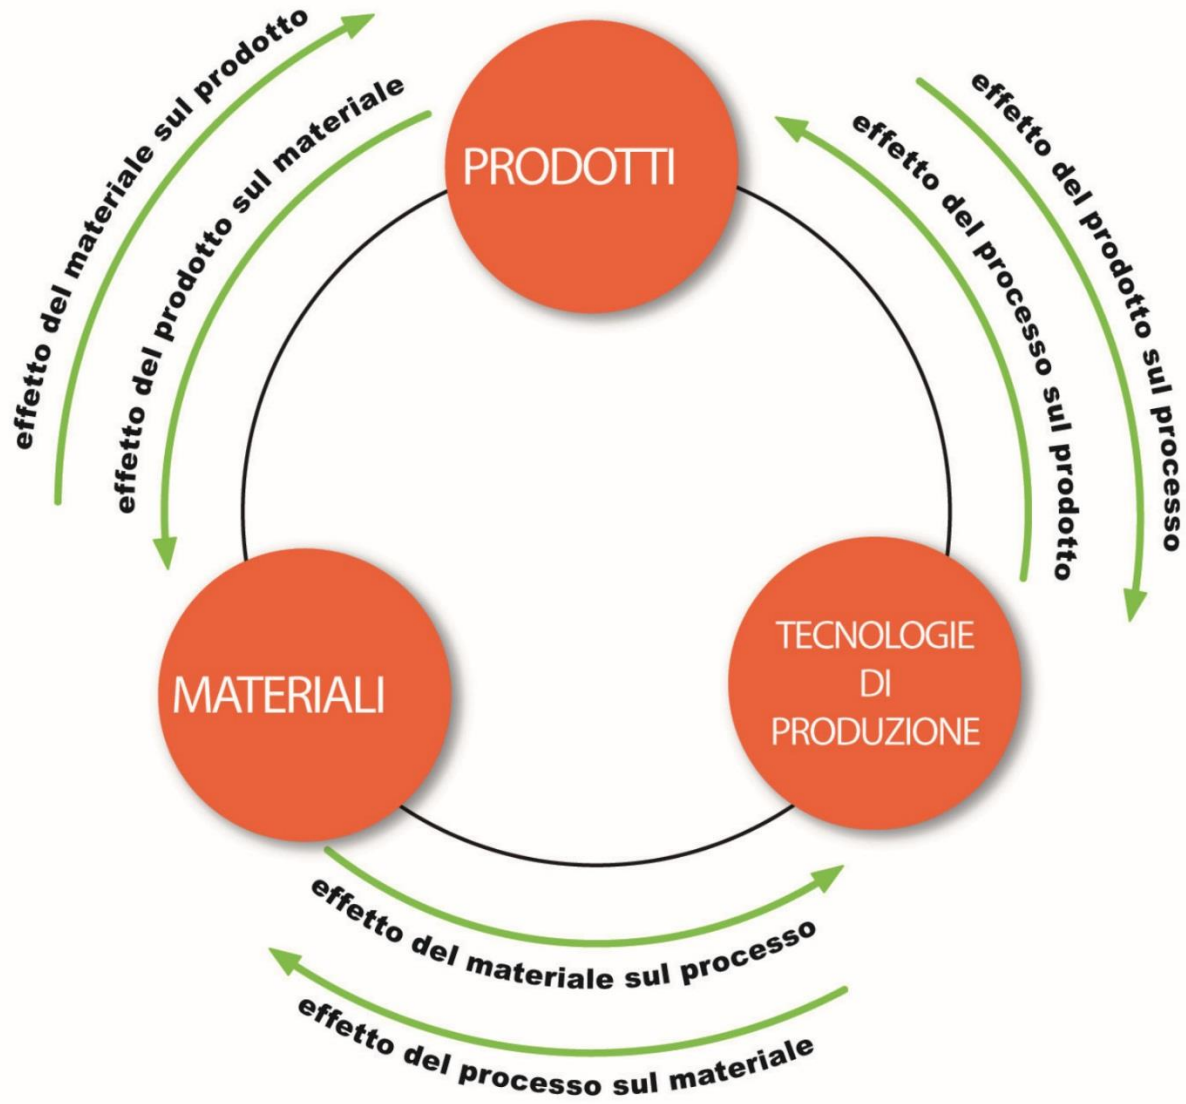 effetto del materiale sul prodotto
effetto del prodotto sul materiale
PRODOTTI
effetto del processo sul prodotto
effetto del prodotto sul processo
MATERIALI
TECNOLOGIE
DI
PRODUZIONE
effetto del materiale sul processo
effetto del processo sul materiale